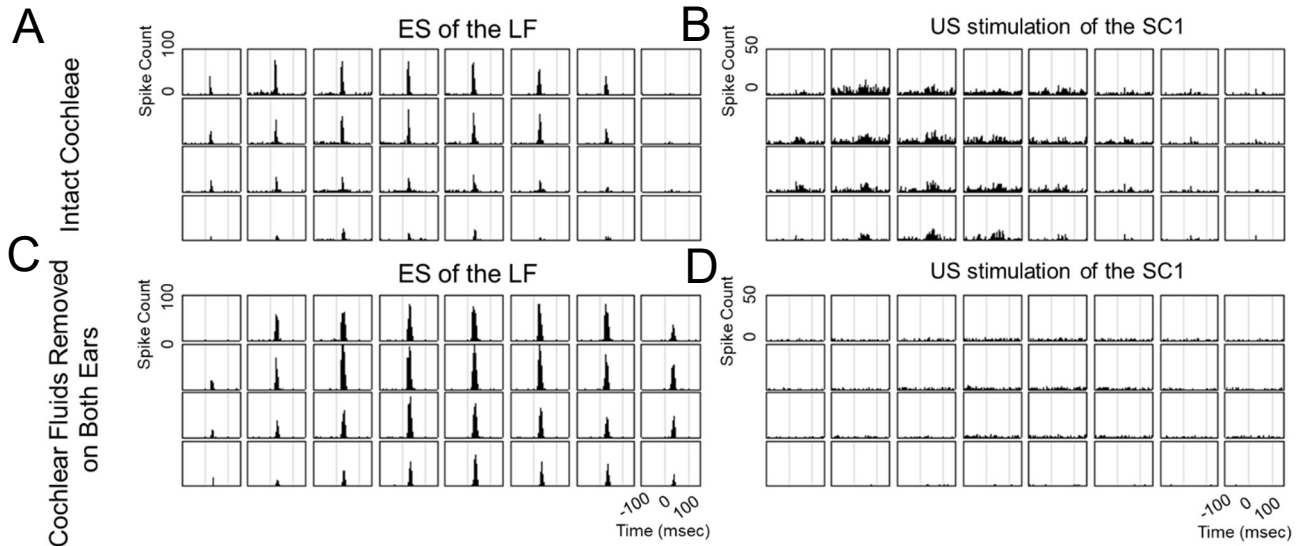 A
ES of the LF
B
US stimulation of the SC1
Intact Cochleae
Spike Count
100
0
Spike Count
50
0
C
ES of the LF
D
US stimulation of the SC1
Cochlear Fluids Removed
on Both Ears
Spike Count
100
0
Spike Count
50
0
-100 0 100
Time (msec)
-100 0 100
Time (msec)